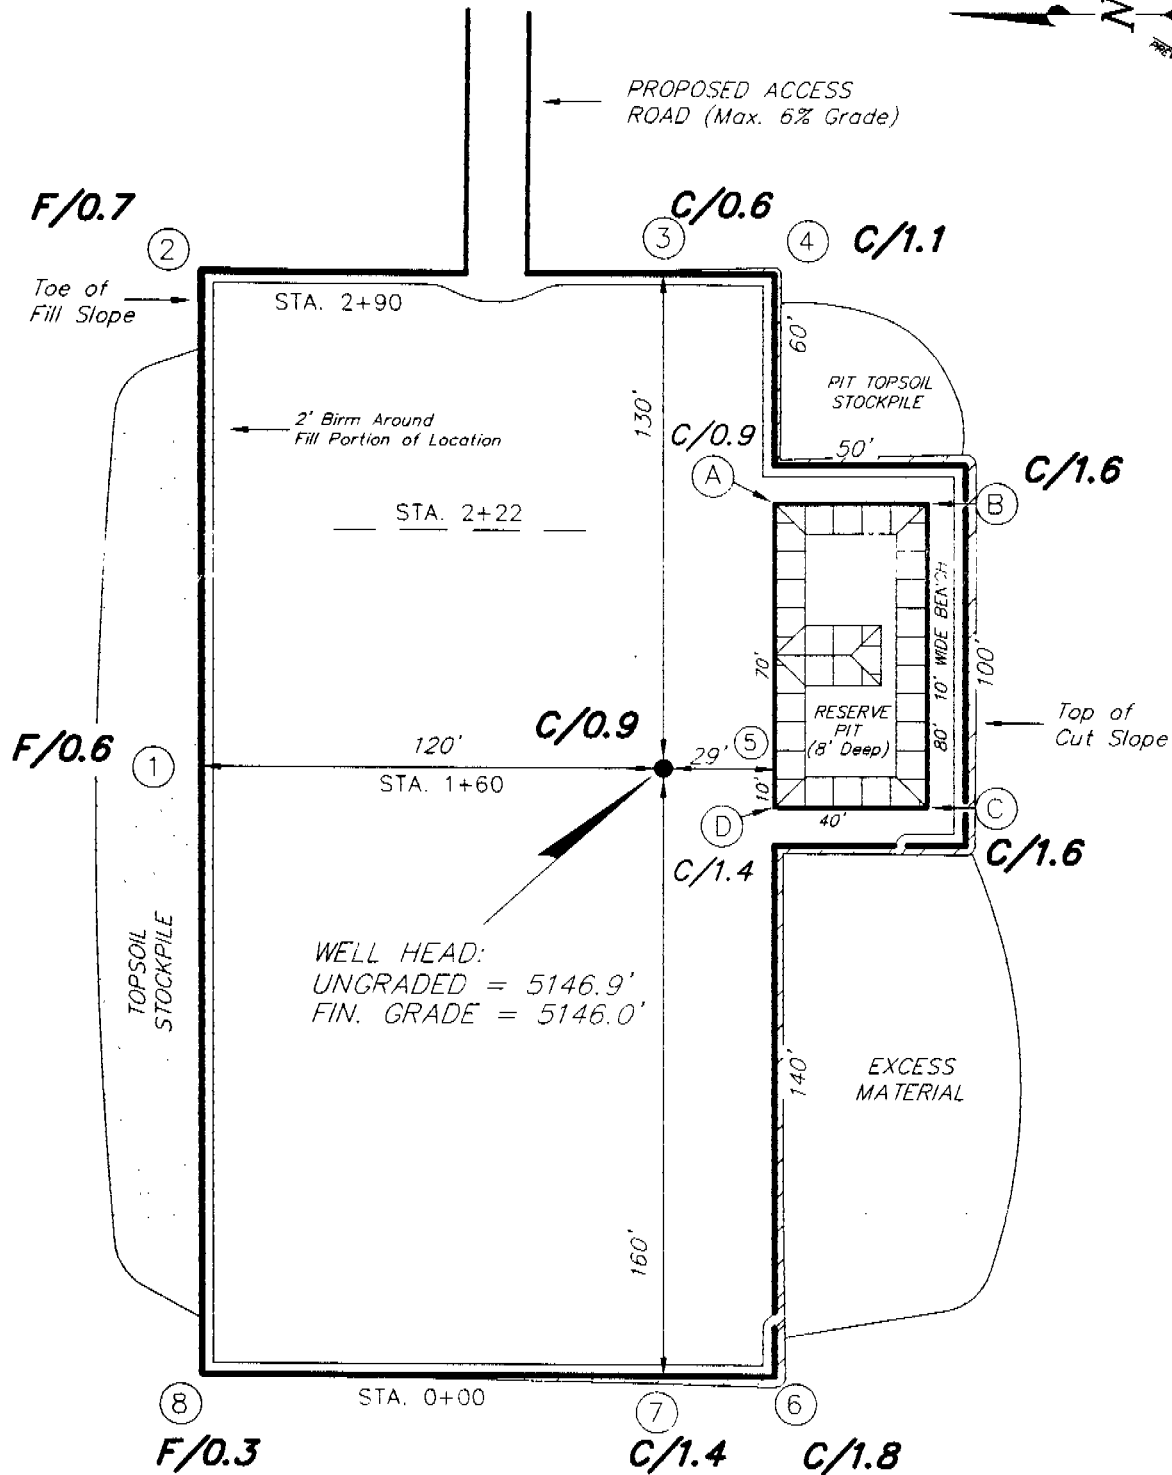 N
PROPOSED ACCESS
ROAD (Max. 6% Grade)
F/0.7
C/0.6
2
3
4
C/1.1
Toe of
Fill Slope
STA. 2+90
60'
PIT TOPSOIL
STOCKPILE
2' Birm Around
Fill Portion of Location
130'
C/0.9
50'
C/1.6
A
B
STA. 2+22
10' WIDE BENCH
70'
100'
RESERVE
PIT
(8' Deep)
80'
Top of
Cut Slope
F/0.6
1
120'
STA. 1+60
C/0.9
29'
5
10'
D
40'
C
C/1.4
C/1.6
TOPSOIL
STOCKPILE
WELL HEAD:
UNGRADED = 5146.9'
FIN. GRADE = 5146.0'
140'
EXCESS
MATERIAL
160'
8
STA. 0+00
7
6
F/0.3
C/1.4
C/1.8